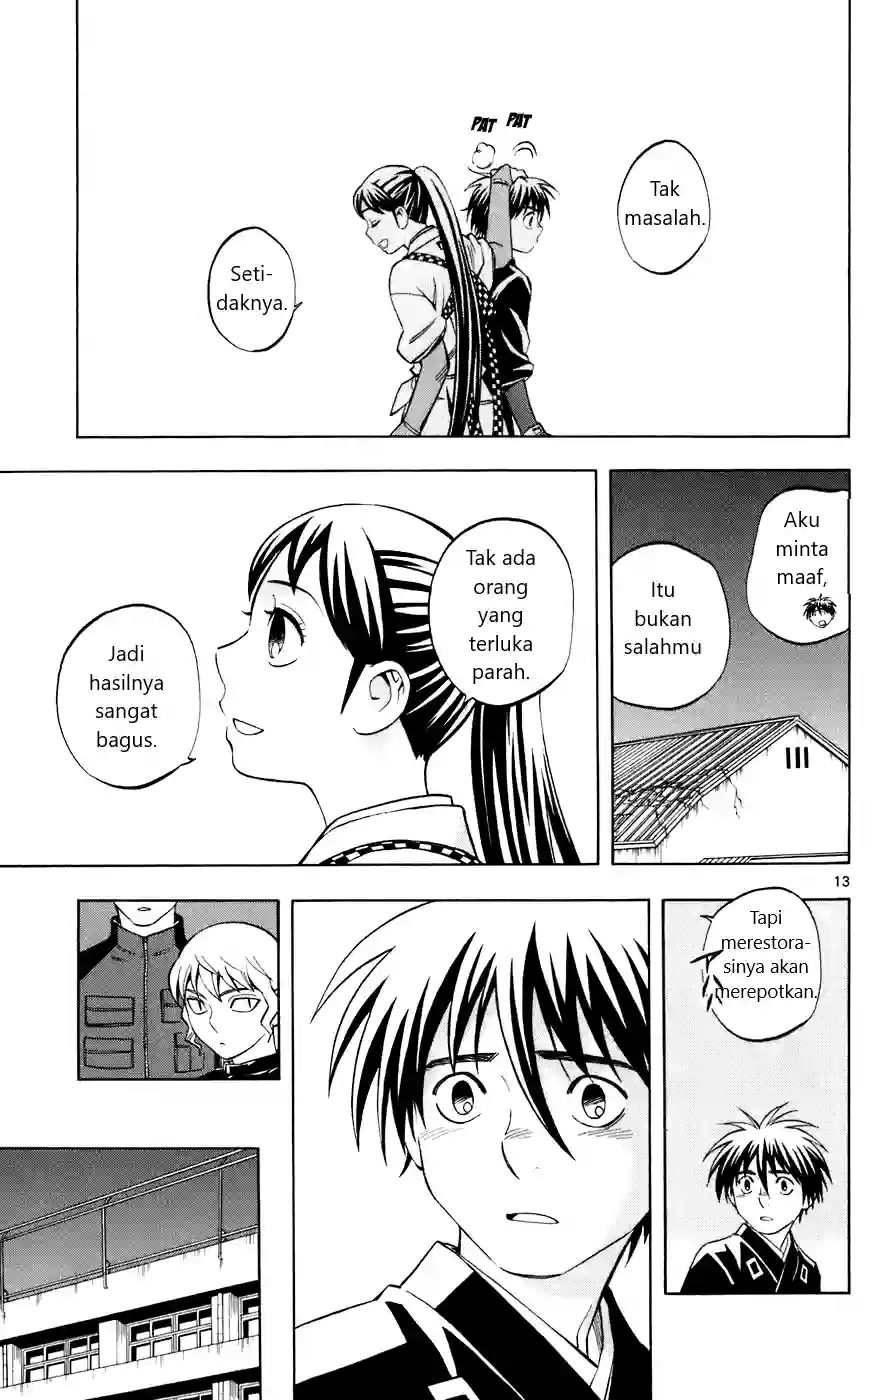 PAT PAT
Tak
masalah.
Seti-
daknya.
Aku
minta
maaf,
Itu
bukan
salahmu
Tak ada
orang
yang
terluka
parah.
Jadi
hasilnya
sangat
bagus.
13
Tapi
merestora-
sinya akan
merepotkan.